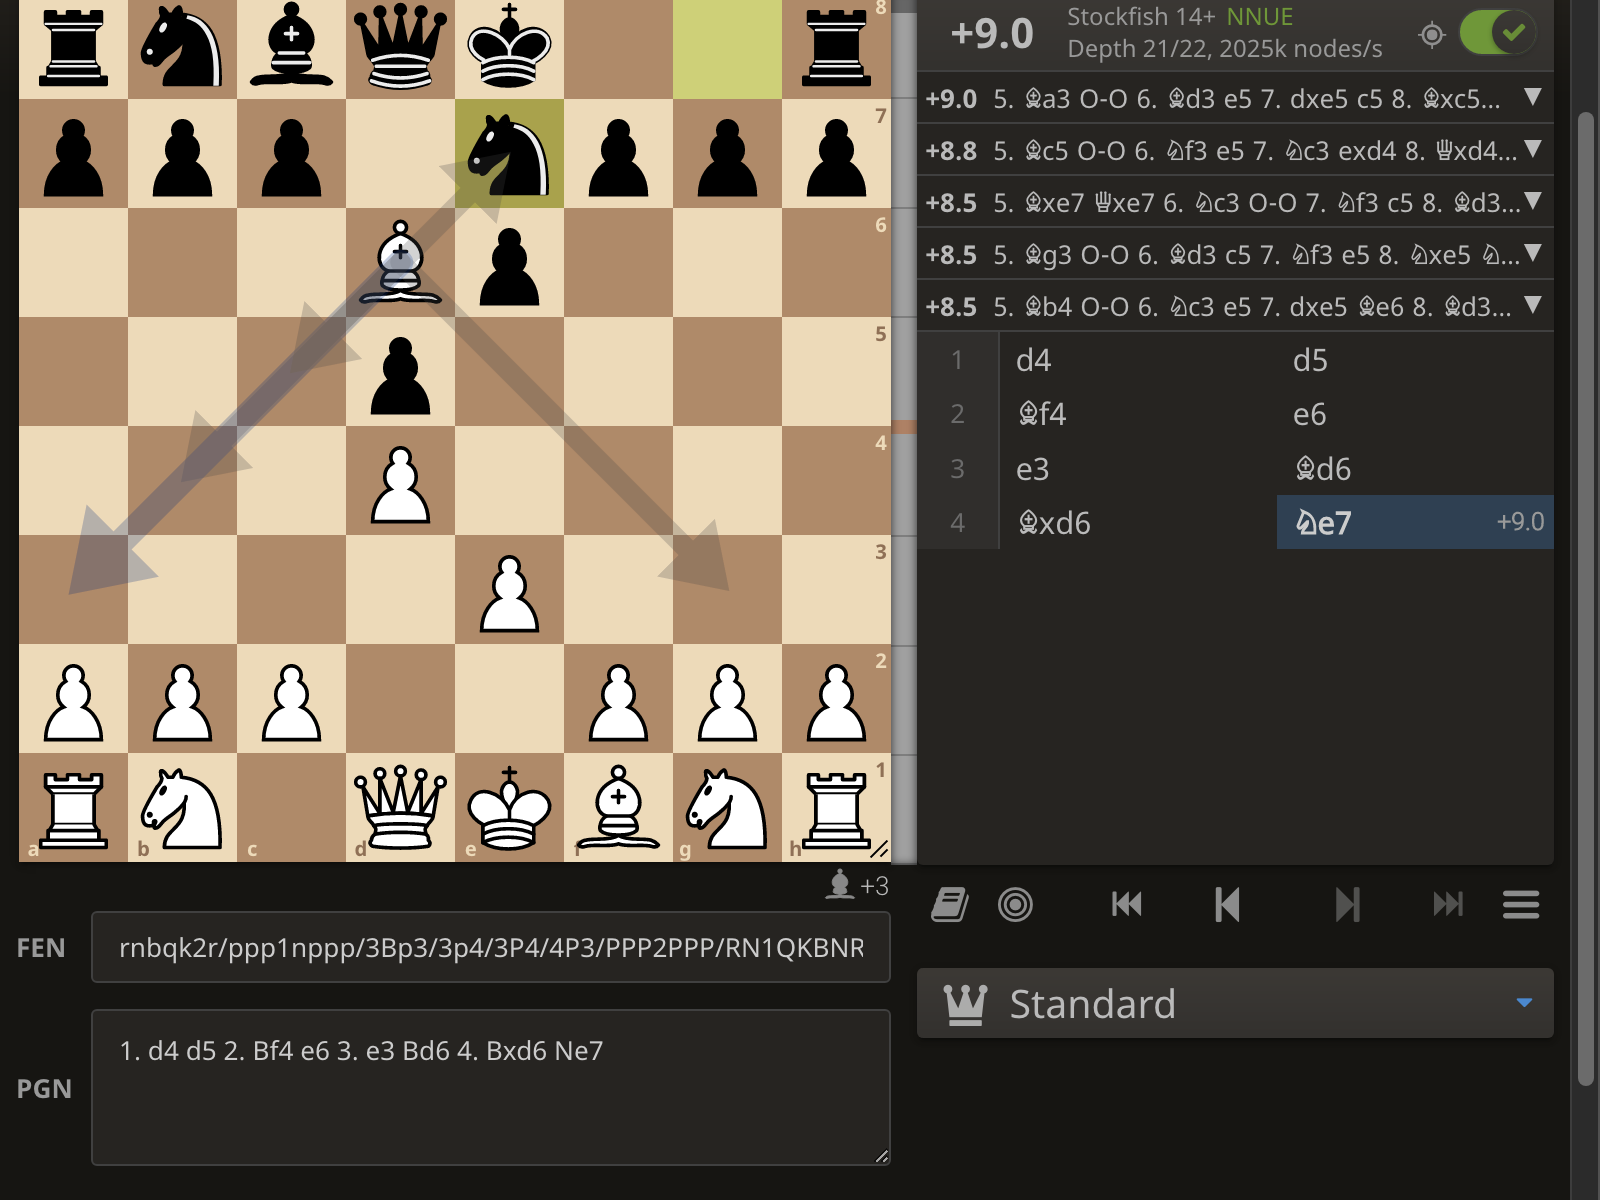 8
7
6
5
4
3
2
1
a b c d e f g h
+3
FEN
rnbqk2r/ppp1nppp/3Bp3/3p4/3P4/4P3/PPP2PPP/RN1QKBNR
PGN
1. d4 d5 2. Bf4 e6 3. e3 Bd6 4. Bxd6 Ne7
+9.0
Stockfish 14+ NNUE
Depth 21/22, 2025k nodes/s
+9.0 5. ♗a3 O-O 6. ♗d3 e5 7. dxe5 c5 8. ♗xc5...
+8.8 5. ♗c5 O-O 6. ♘f3 e5 7. ♘c3 exd4 8. ♕xd4...
+8.5 5. ♗xe7 ♕xe7 6. ♘c3 O-O 7. ♘f3 c5 8. ♗d3...
+8.5 5. ♗g3 O-O 6. ♗d3 c5 7. ♘f3 e5 8. ♘xe5 ♘...
+8.5 5. ♗b4 O-O 6. ♘c3 e5 7. dxe5 ♗e6 8. ♗d3...
1 d4 d5
2 ♗f4 e6
3 e3 ♗d6
4 ♗xd6 ♘e7 +9.0
Standard